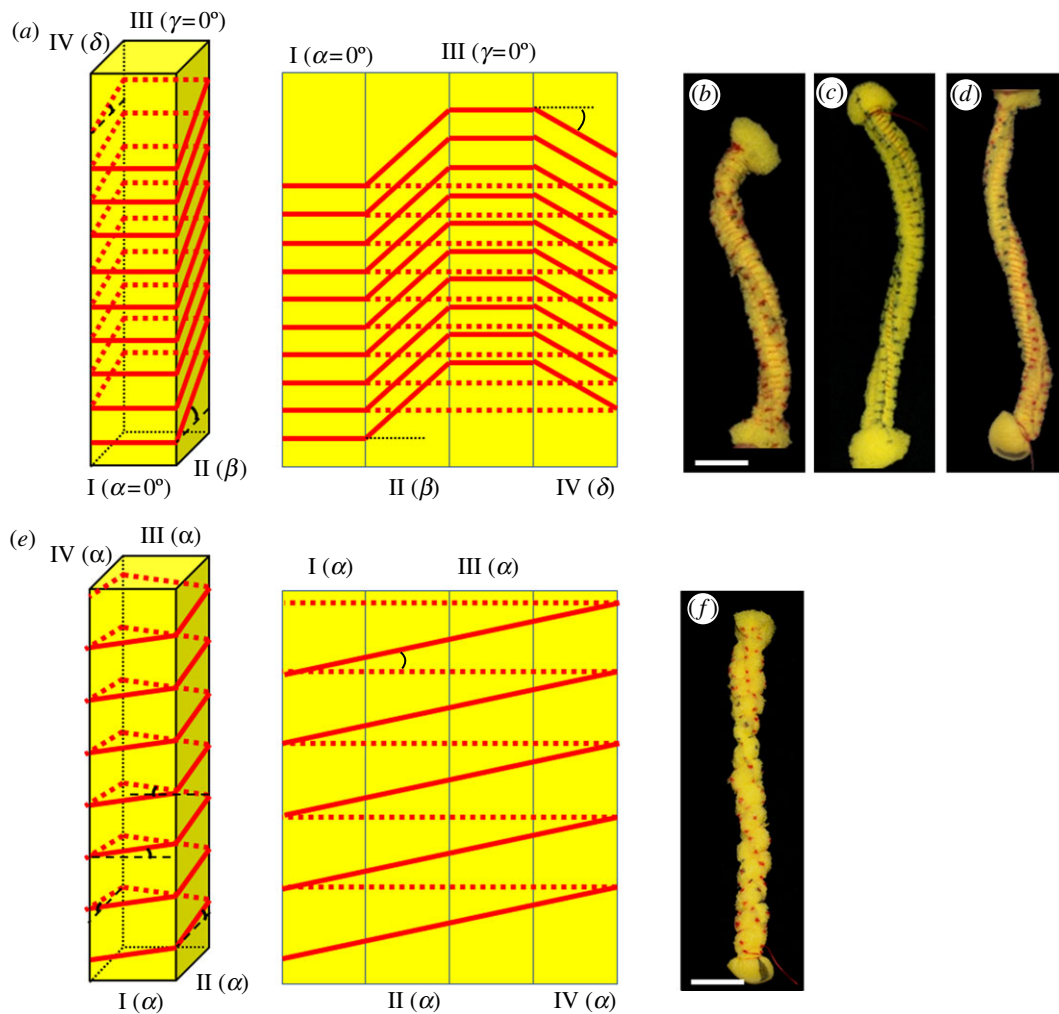 (a)
III (γ=0º)
IV (δ)
I (α=0º)
II (β)
I (α=0º)
III (γ=0º)
II (β)
IV (δ)
(b)
(c)
(d)
(e)
III (α)
IV (α)
I (α)
II (α)
I (α)
III (α)
II (α)
IV (α)
(f)